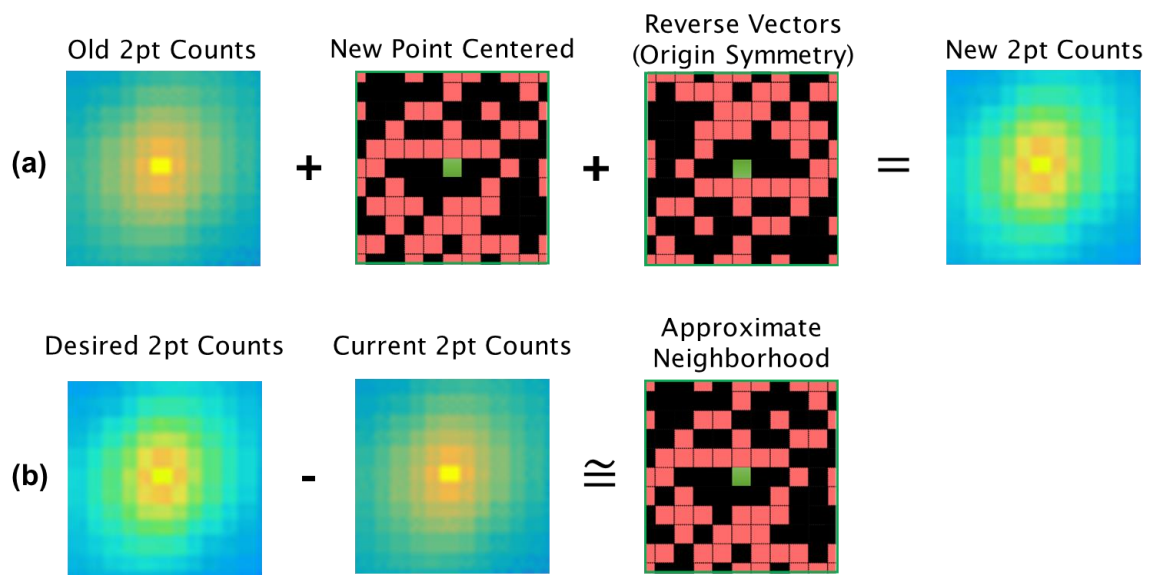 Old 2pt Counts
New Point Centered
Reverse Vectors
(Origin Symmetry)
New 2pt Counts
(a)
+
+
=
Desired 2pt Counts
Current 2pt Counts
Approximate
Neighborhood
(b)
-
≅